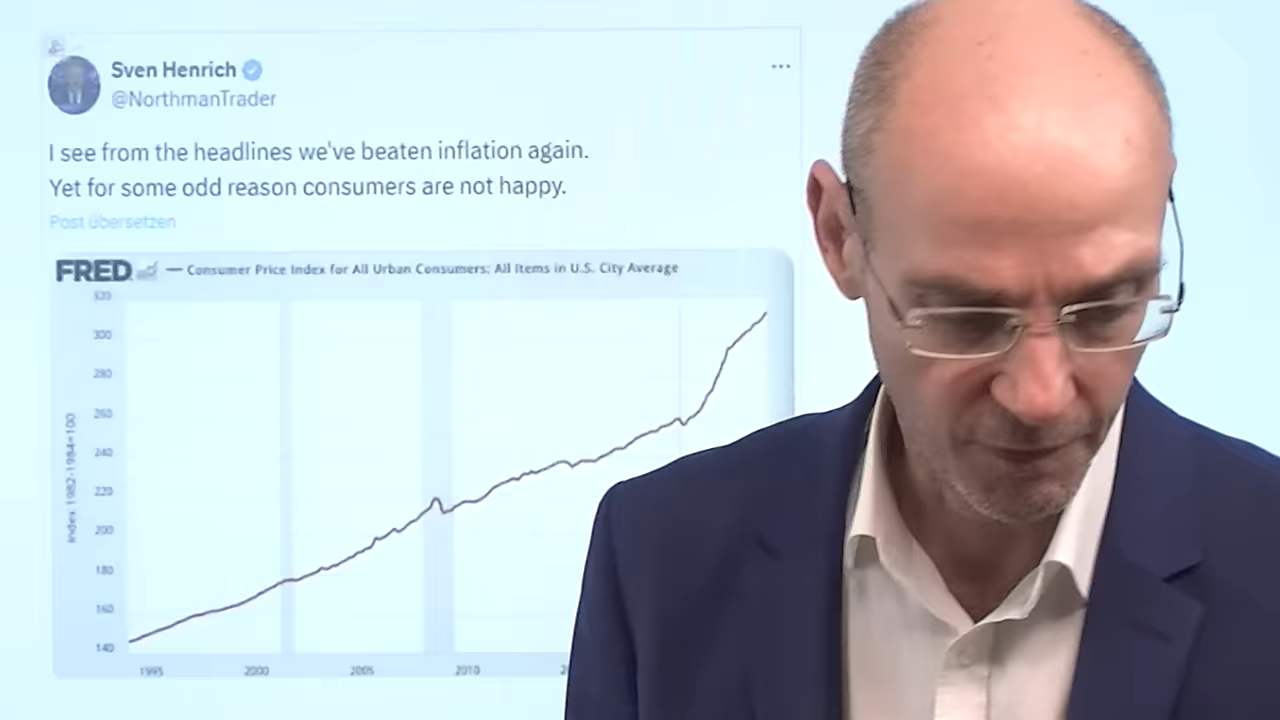 Sven Henrich
@NorthmanTrader
...
I see from the headlines we've beaten inflation again.
Yet for some odd reason consumers are not happy.
Post übersetzen
FRED — Consumer Price Index for All Urban Consumers: All Items in U.S. City Average
320
300
280
260
240
220
200
180
160
140
Index 1982-1984=100
1995 2000 2005 2010